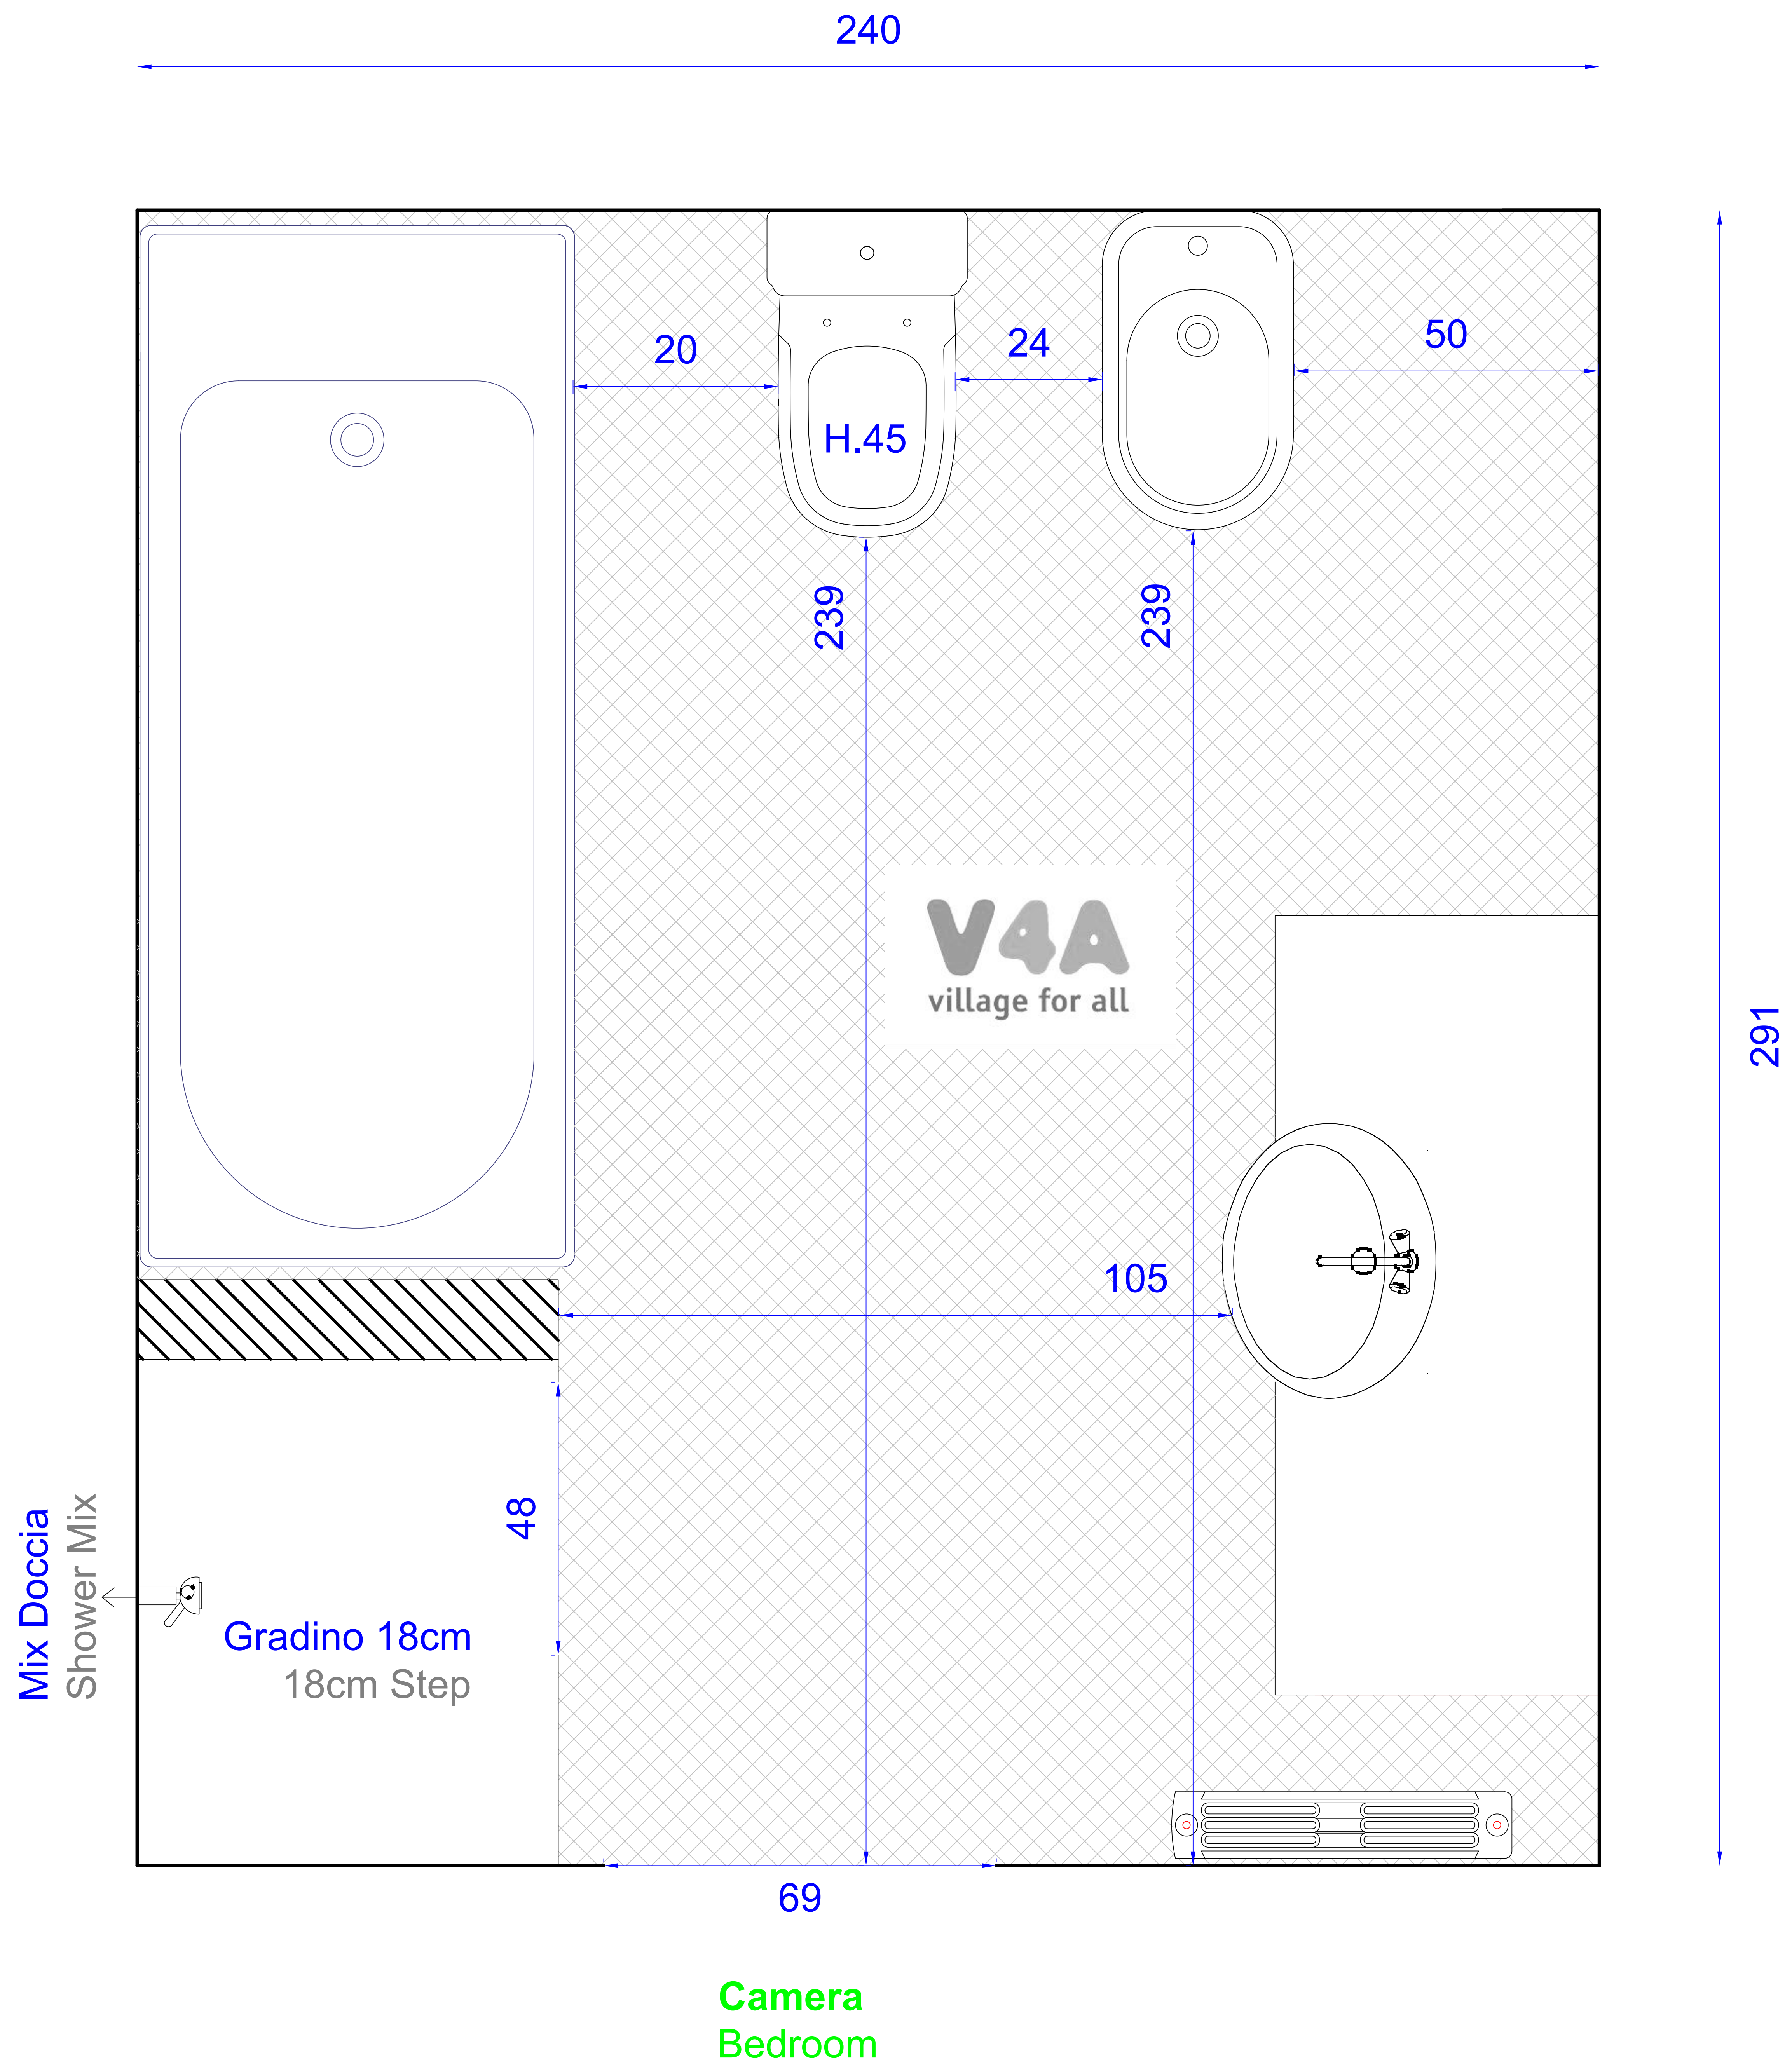 240
20
24
50
H.45
239
239
V4A
village for all
291
105
48
Mix Doccia
Shower Mix
Gradino 18cm
18cm Step
69
Camera
Bedroom